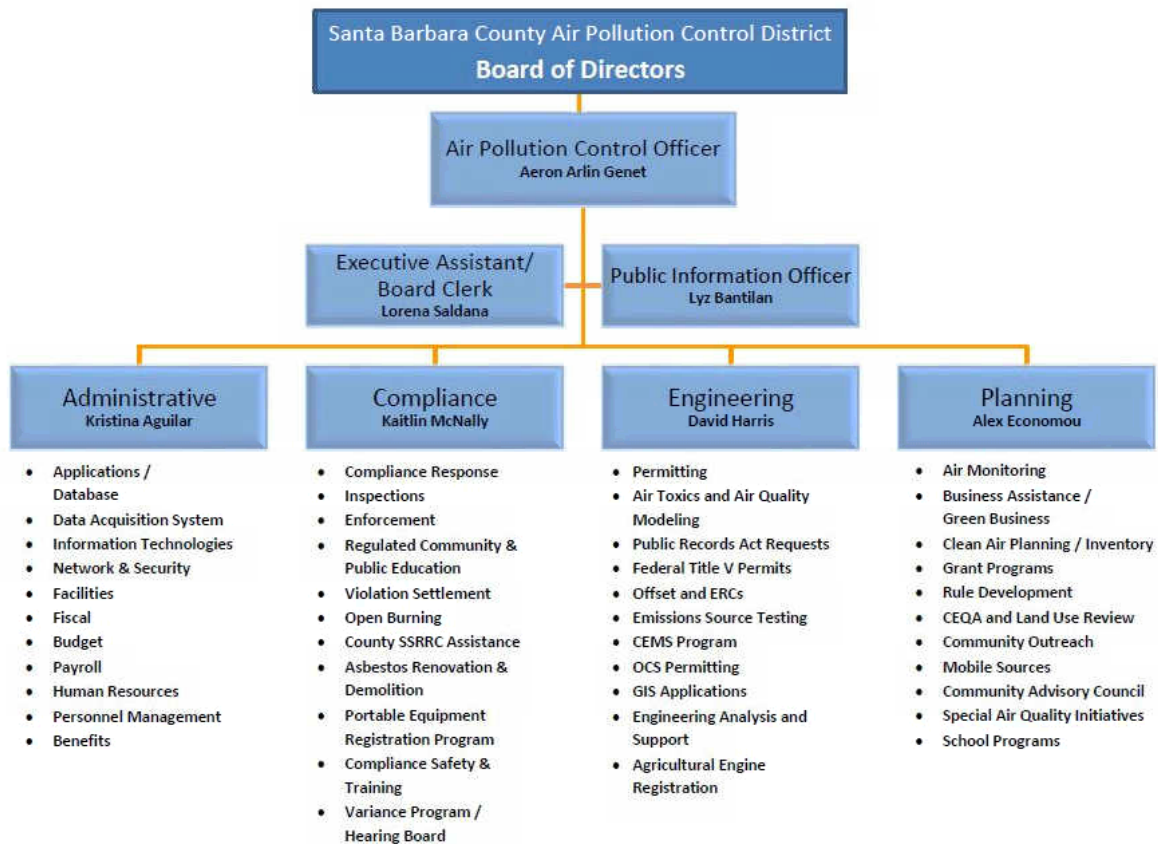 Santa Barbara County Air Pollution Control District
Board of Directors
Air Pollution Control Officer
Aeron Arlin Genet
Executive Assistant/
Board Clerk
Lorena Saldana
Public Information Officer
Lyz Bantilan
Administrative
Kristina Aguilar
• Applications /
Database
• Data Acquisition System
• Information Technologies
• Network & Security
• Facilities
• Fiscal
• Budget
• Payroll
• Human Resources
• Personnel Management
• Benefits
Compliance
Kaitlin McNally
• Compliance Response
• Inspections
• Enforcement
• Regulated Community &
Public Education
• Violation Settlement
• Open Burning
• County SSRRC Assistance
• Asbestos Renovation &
Demolition
• Portable Equipment
Registration Program
• Compliance Safety &
Training
• Variance Program /
Hearing Board
Engineering
David Harris
• Permitting
• Air Toxics and Air Quality
Modeling
• Public Records Act Requests
• Federal Title V Permits
• Offset and ERCs
• Emissions Source Testing
• CEMS Program
• OCS Permitting
• GIS Applications
• Engineering Analysis and
Support
• Agricultural Engine
Registration
Planning
Alex Economou
• Air Monitoring
• Business Assistance /
Green Business
• Clean Air Planning / Inventory
• Grant Programs
• Rule Development
• CEQA and Land Use Review
• Community Outreach
• Mobile Sources
• Community Advisory Council
• Special Air Quality Initiatives
• School Programs